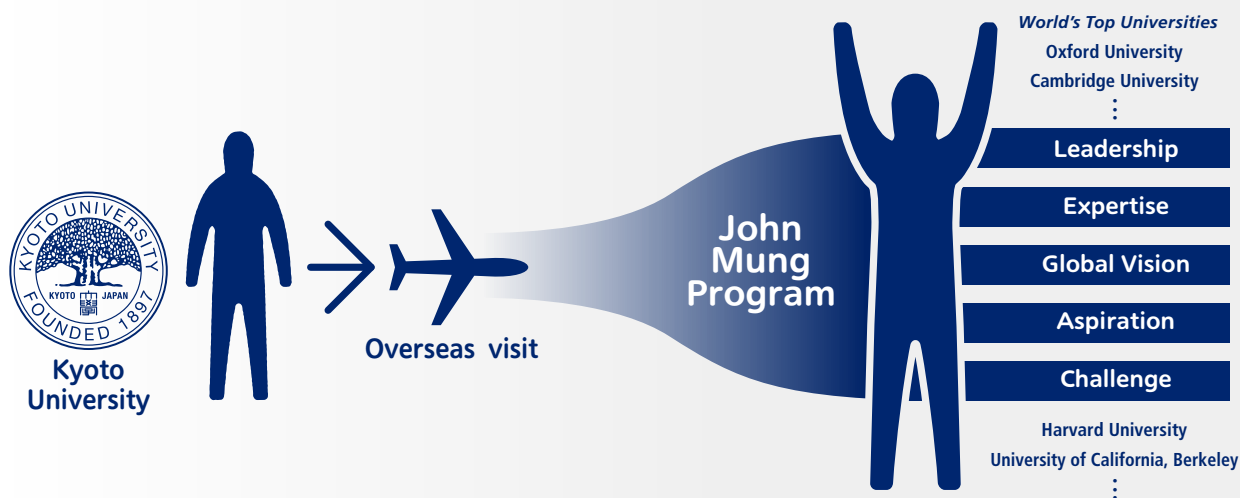 KYOTO UNIVERSITY
KYOTO JAPAN
FOUNDED 1897
Kyoto
University
Overseas visit
John
Mung
Program
World's Top Universities
Oxford University
Cambridge University
Leadership
Expertise
Global Vision
Aspiration
Challenge
Harvard University
University of California, Berkeley